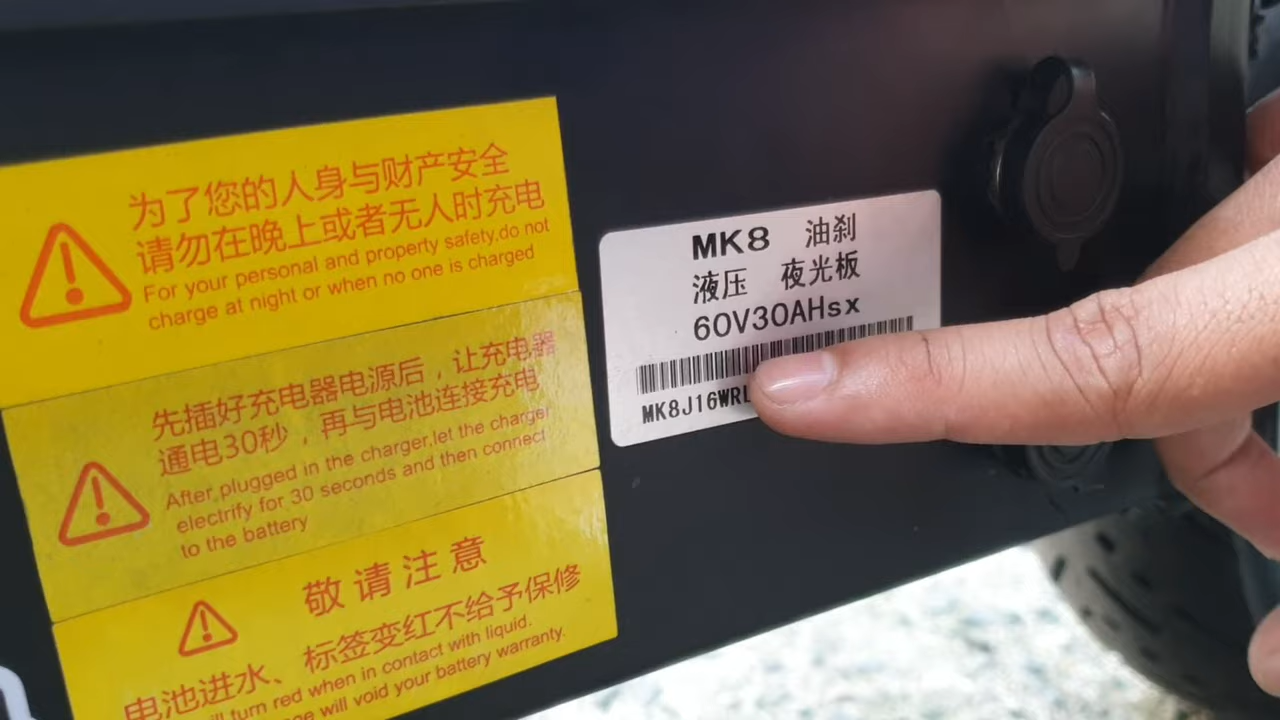 为了您的人身与财产安全
请勿在晚上或者无人时充电
For your personal and property safety,do not
charge at night or when no one is charged
先插好充电器电源后，让充电器
通电30秒，再与电池连接充电
After plugged in the charger,let the charger
electrify for 30 seconds and then connect
to the battery
敬请注意
电池进水、标签变红不给予保修
turn red when in contact with liquid.
will void your battery warranty.
MK8 油刹
液压 夜光板
60V30AHsx
MK8J16WRL